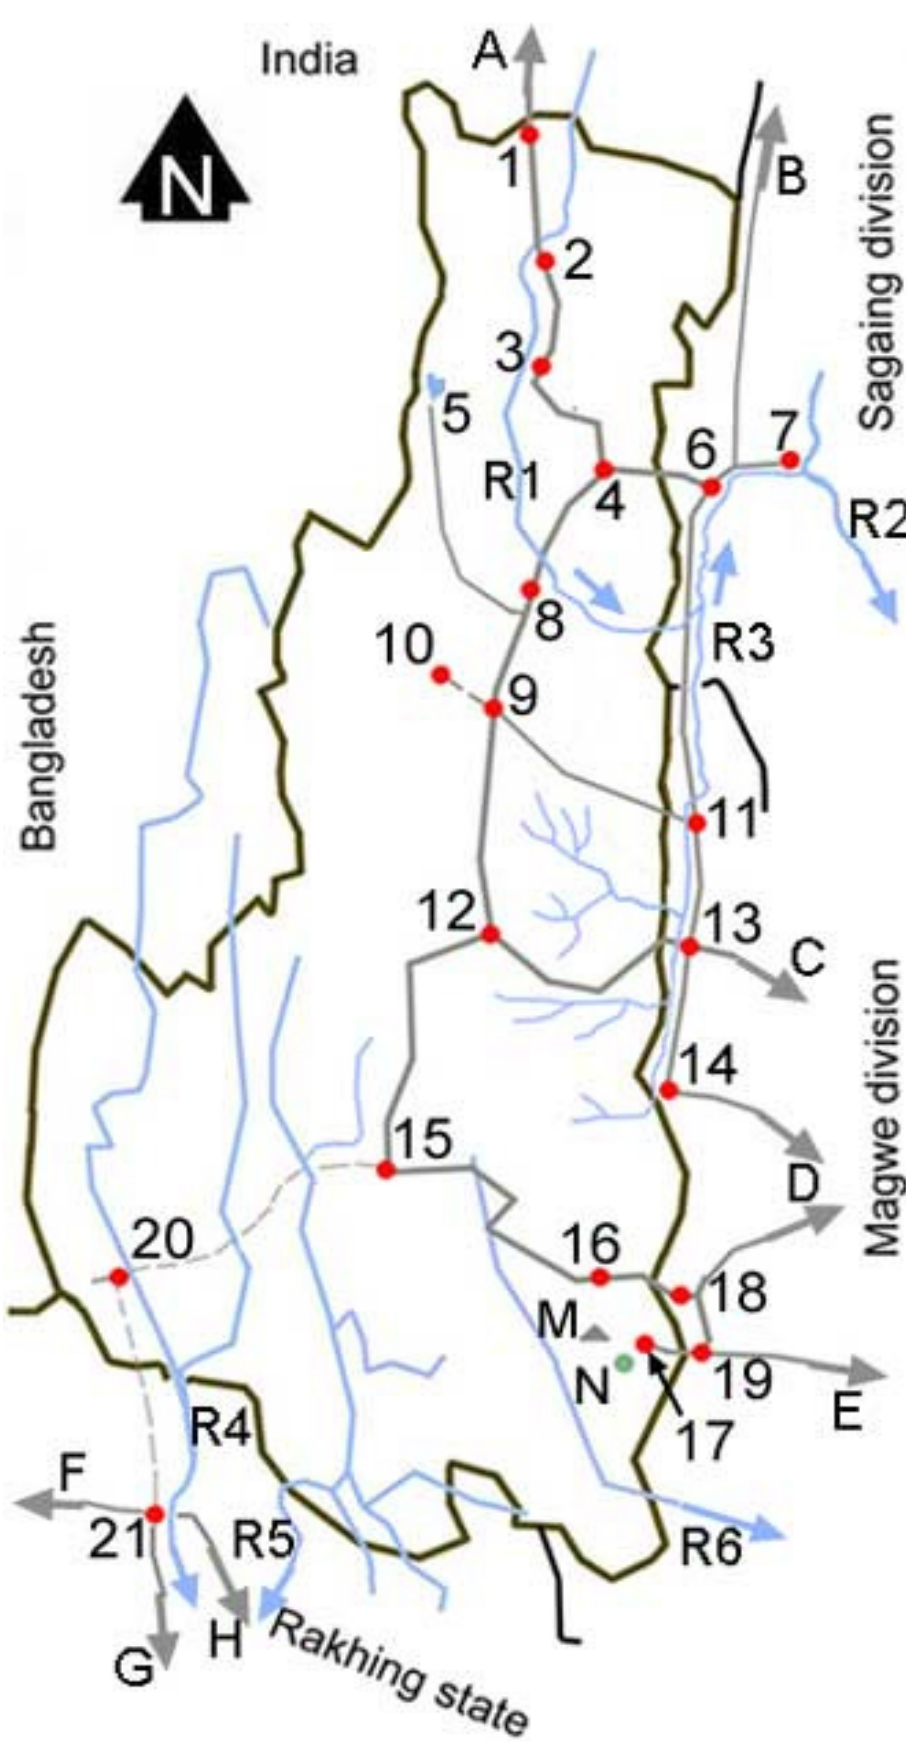 India
A
N
1
B
Sagaing division
2
3
5
R1
4
6
7
R2
8
10
9
R3
Bangladesh
11
12
13
C
14
Magwe division
15
D
20
16
18
M
N
19
17
E
R4
F
21
R5
R6
G
H
Rakhing state